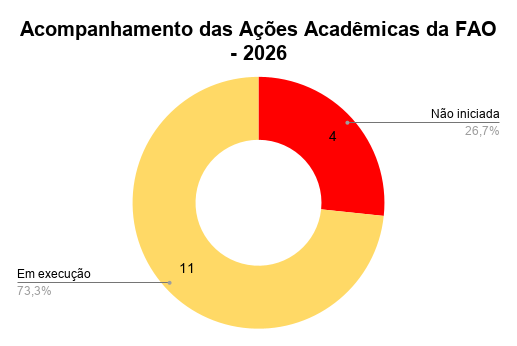 Acompanhamento das Ações Acadêmicas da FAO
- 2026
Não iniciada
26,7%
4
11
Em execução
73,3%